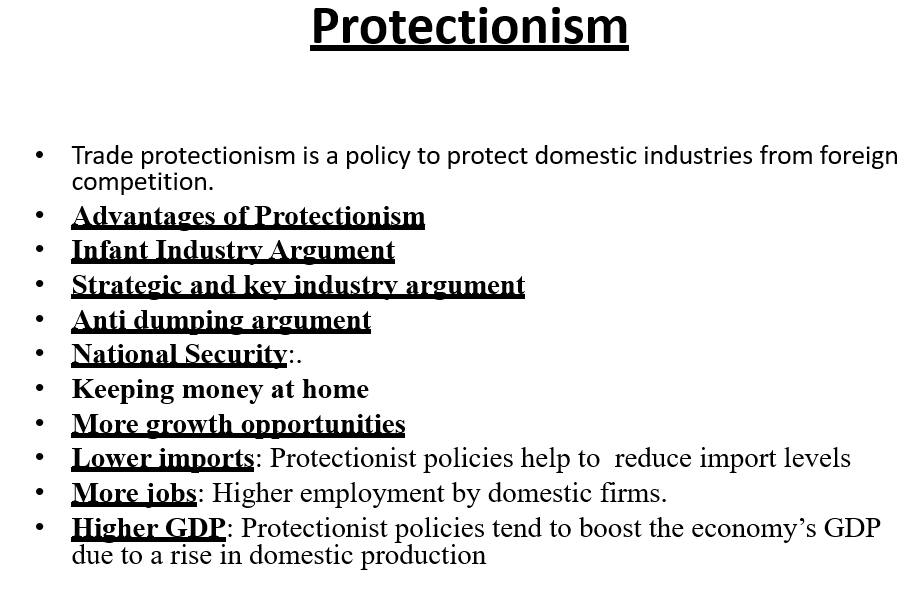 Protectionism
• Trade protectionism is a policy to protect domestic industries from foreign
competition.
• Advantages of Protectionism
• Infant Industry Argument
• Strategic and key industry argument
• Anti dumping argument
• National Security:.
• Keeping money at home
• More growth opportunities
• Lower imports: Protectionist policies help to  reduce import levels
• More jobs: Higher employment by domestic firms.
• Higher GDP: Protectionist policies tend to boost the economy’s GDP
due to a rise in domestic production